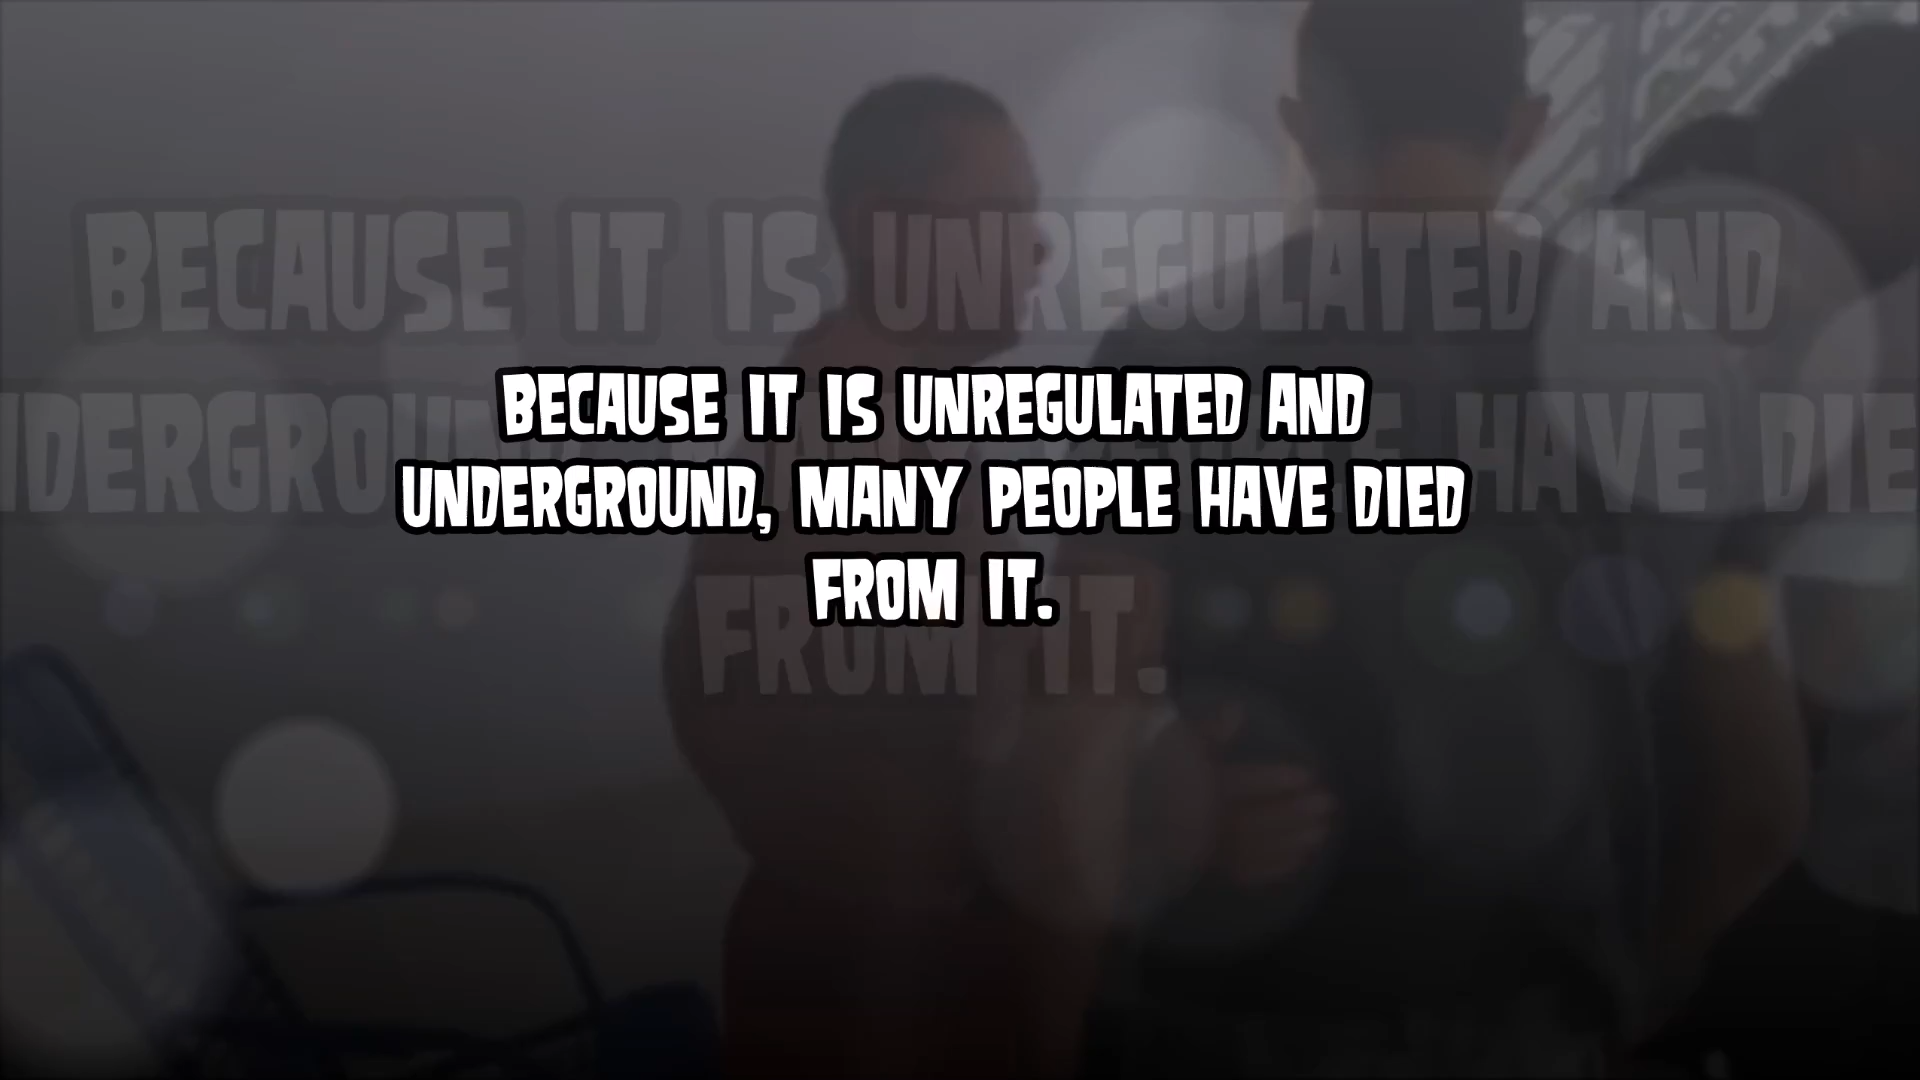 BECAUSE IT IS UNREGULATED AND
UNDERGROUND, MANY PEOPLE HAVE DIED
FROM IT.